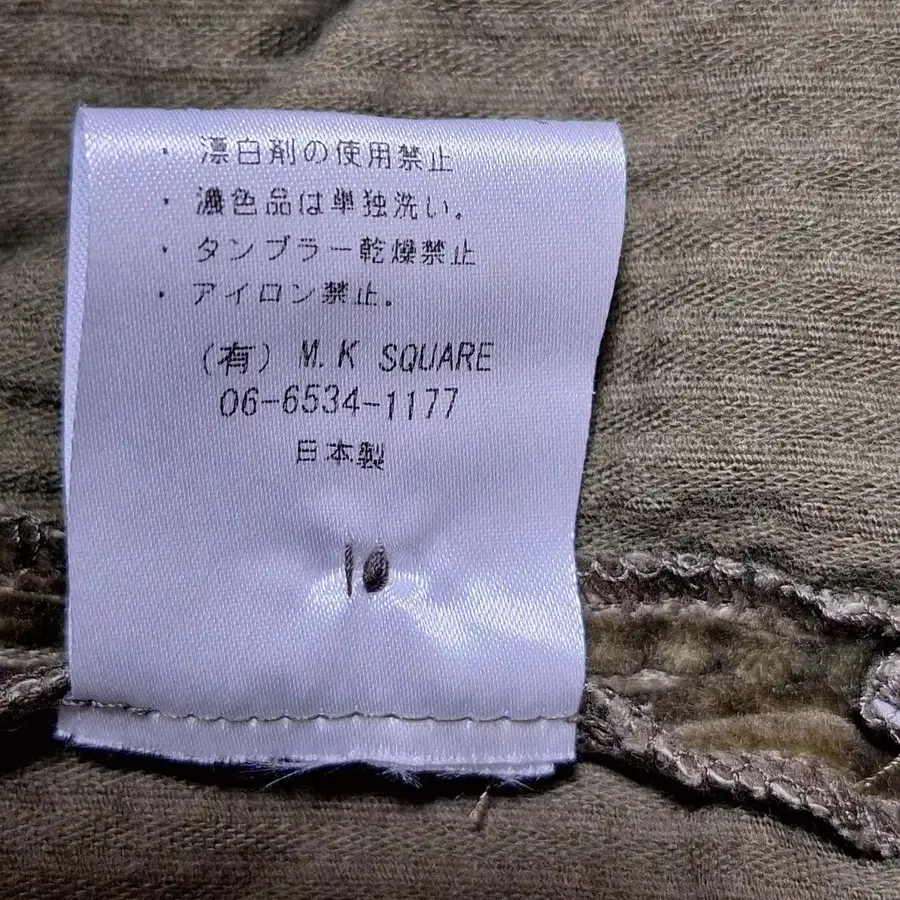 ・漂白剤の使用禁止
・濃色品は単独洗い。
・タンブラー乾燥禁止
・アイロン禁止。
(有) M.K SQUARE
06-6534-1177
日本製
10